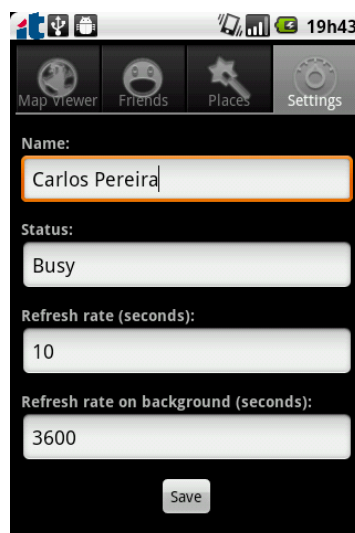 19h43
Map Viewer Friends Places Settings
Name:
Carlos Pereira
Status:
Busy
Refresh rate (seconds):
10
Refresh rate on background (seconds):
3600
Save